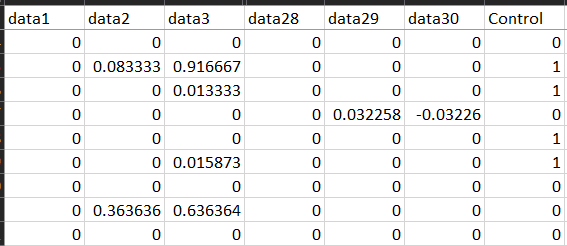 data1 data2 data3 data28 data29 data30 Control
0 0 0 0 0 0 0
0 0.083333 0.916667 0 0 0 1
0 0 0.013333 0 0 0 1
0 0 0 0 0.032258 -0.03226 0
0 0 0 0 0 0 1
0 0 0.015873 0 0 0 1
0 0 0 0 0 0 0
0 0.363636 0.636364 0 0 0 0
0 0 0 0 0 0 0